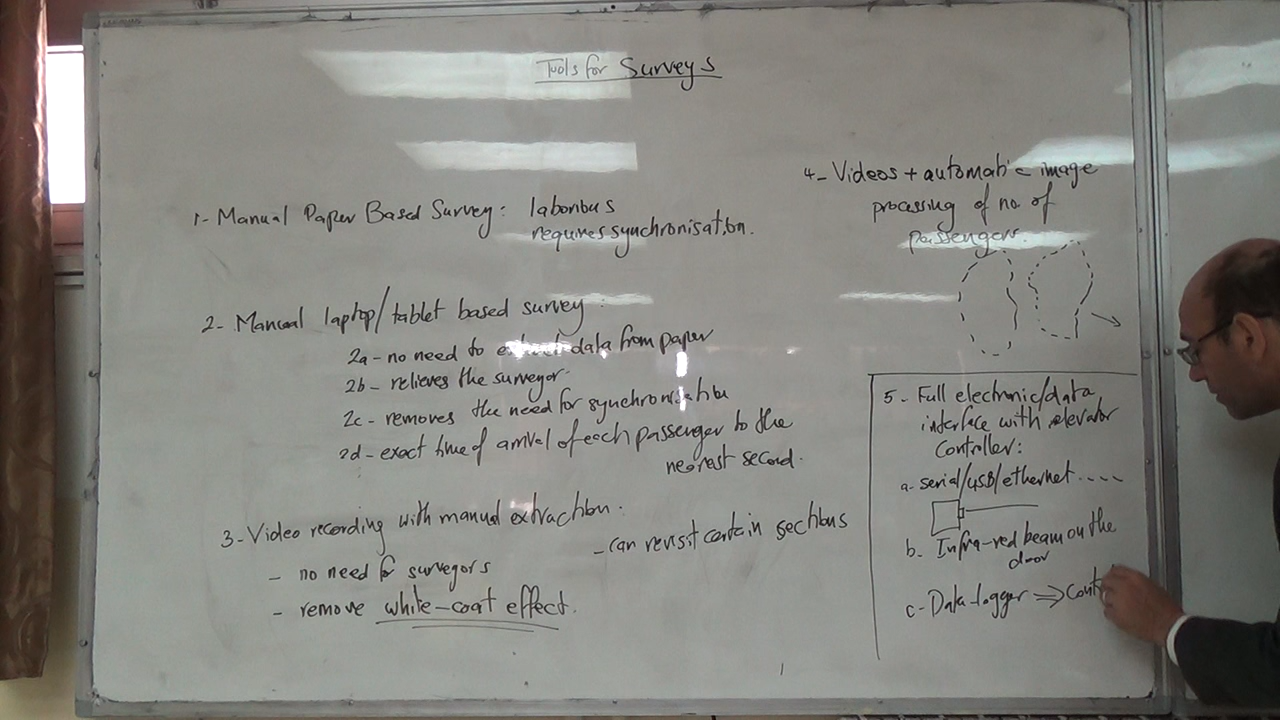 Tools for Surveys
1- Manual Paper Based Survey: laborious
requires synchronisation.
2- Manual laptop/tablet based survey:
2a- no need to extract data from paper
2b- relieves the surveyor.
2c- removes the need for synchronisation
2d- exact time of arrival of each passenger to the
nearest second.
3- Video recording with manual extraction.
- can revisit certain sections
- no need for surveyors
- remove white-coat effect.
4- Videos + automatic image
processing of no. of
passengers.
5- Full electronic/data
interface with elevator
Controller:
a- serial/USB/ethernet....
b. Infra-red beam on the
door
c- Data-logger ⇒ Cont